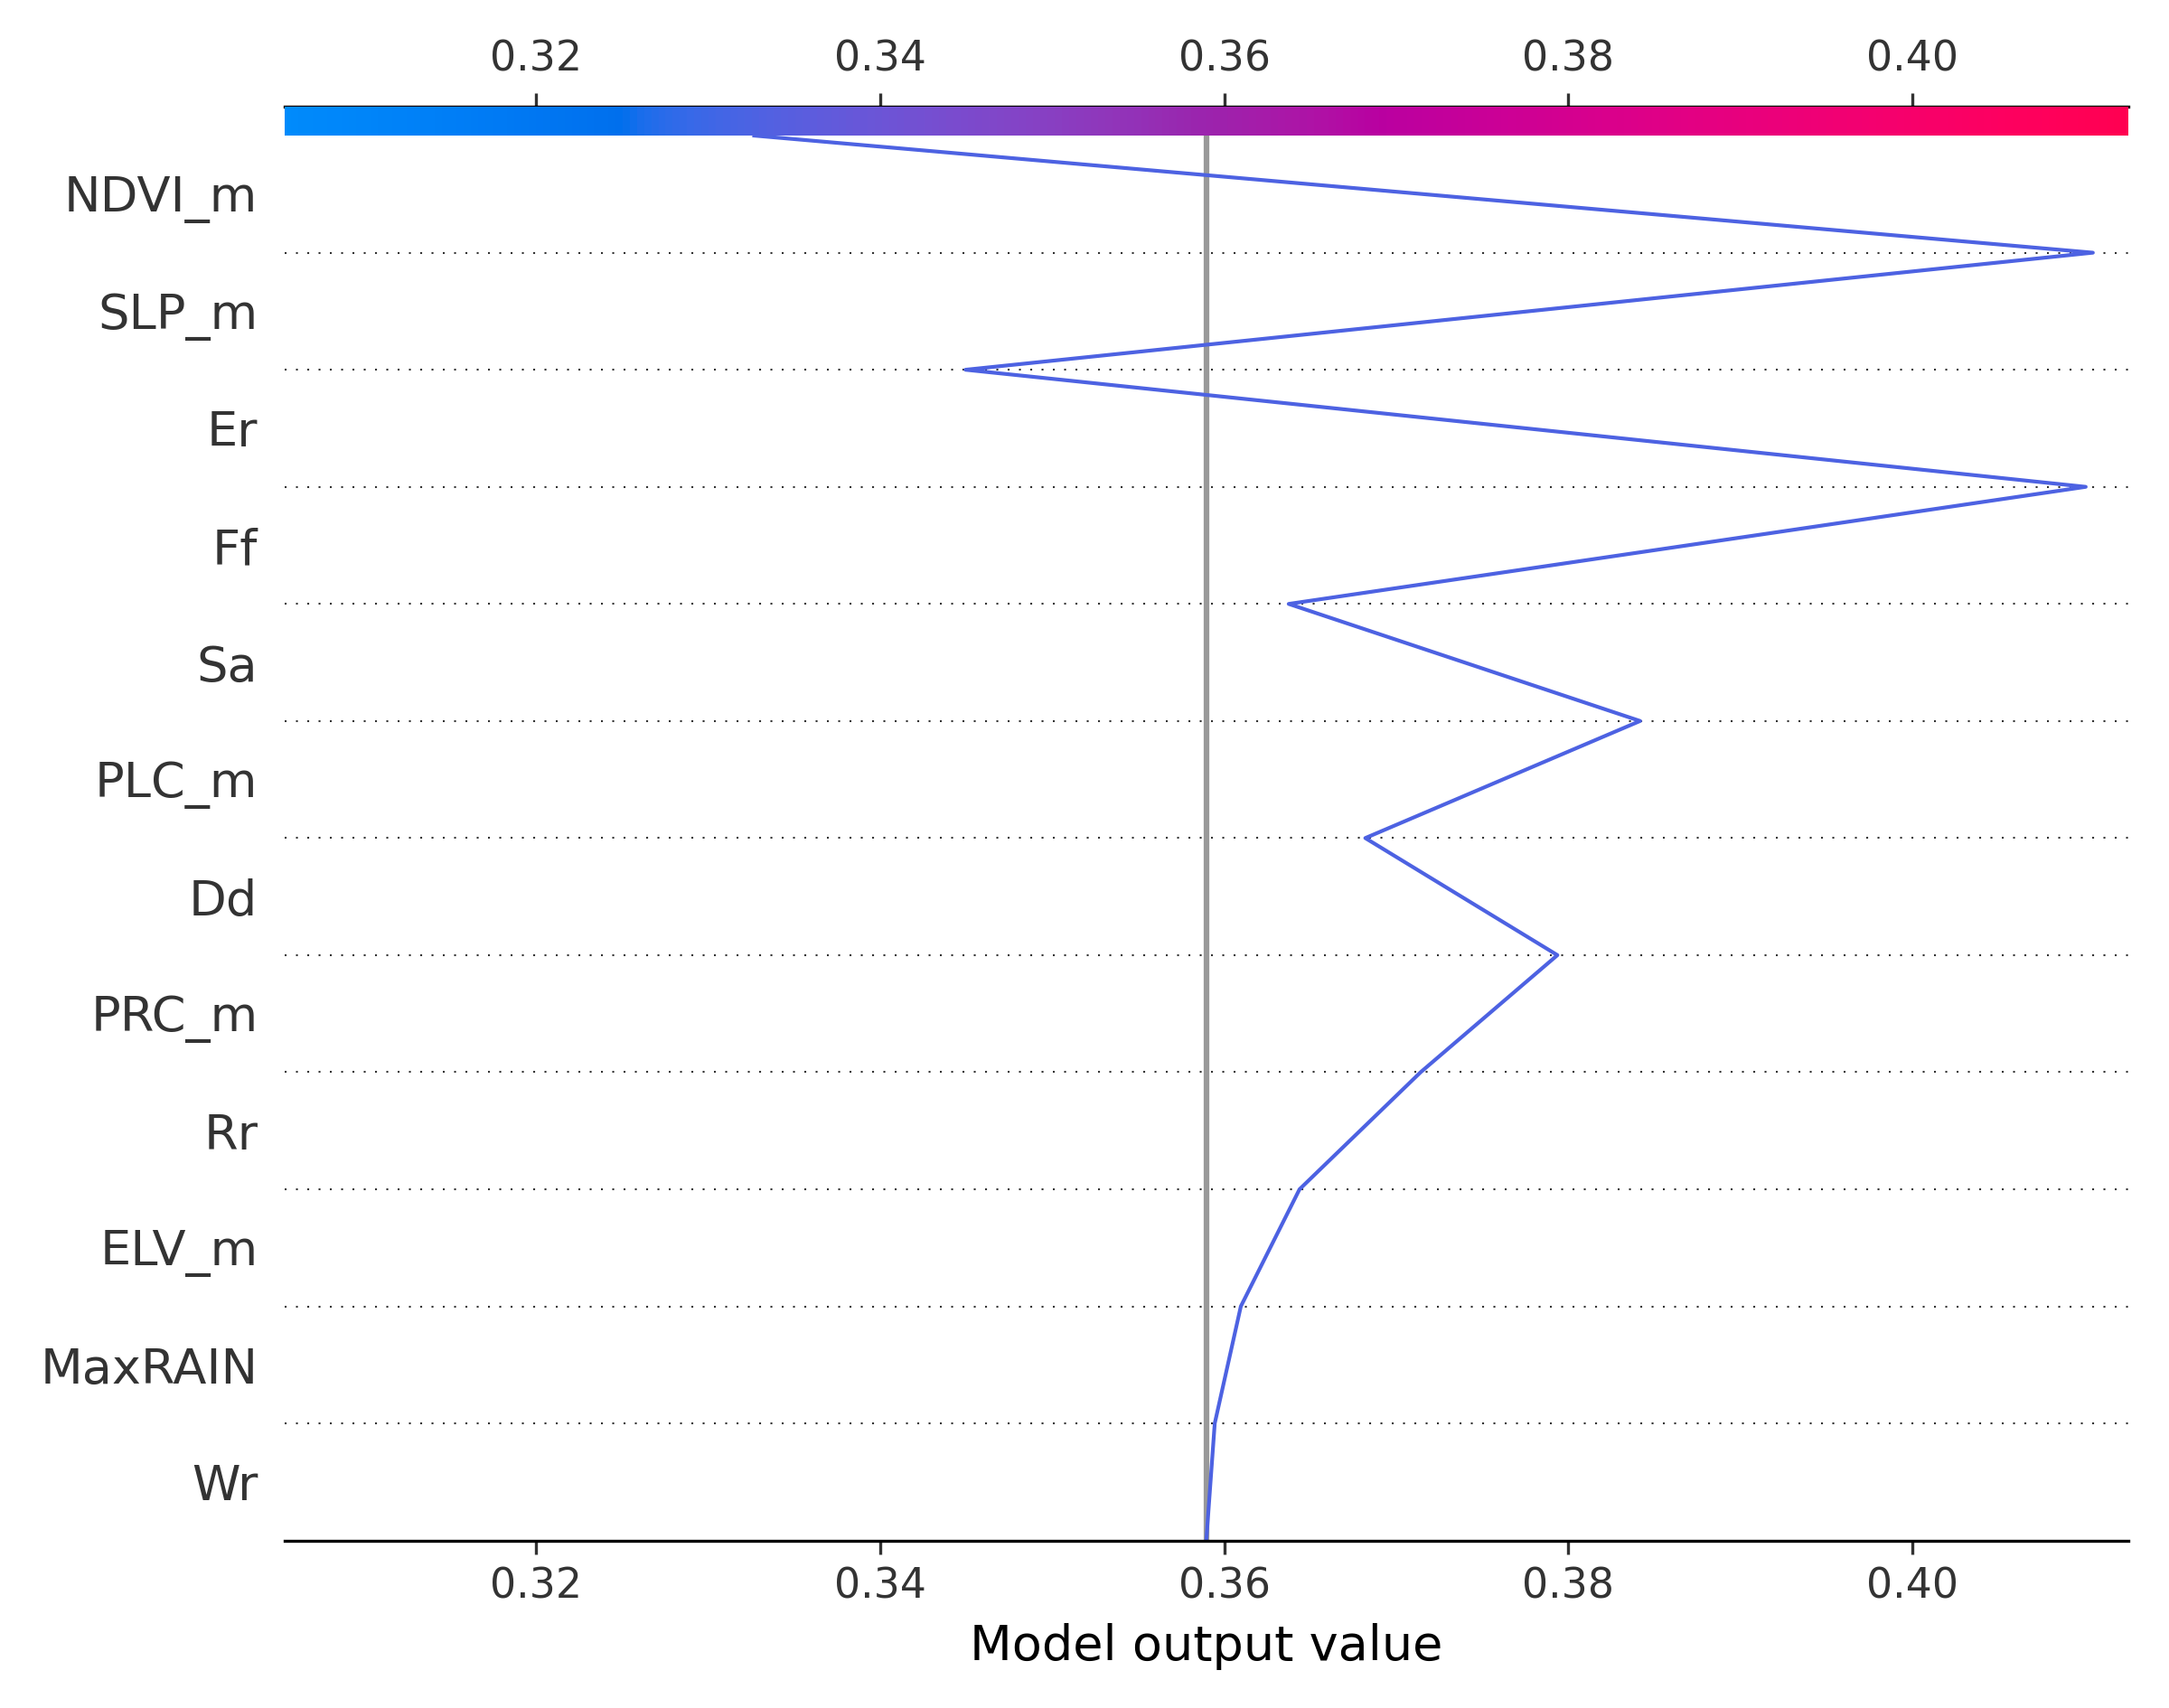 0.32 0.34 0.36 0.38 0.40
NDVI_m
SLP_m
Er
Ff
Sa
PLC_m
Dd
PRC_m
Rr
ELV_m
MaxRAIN
Wr
0.32 0.34 0.36 0.38 0.40
Model output value